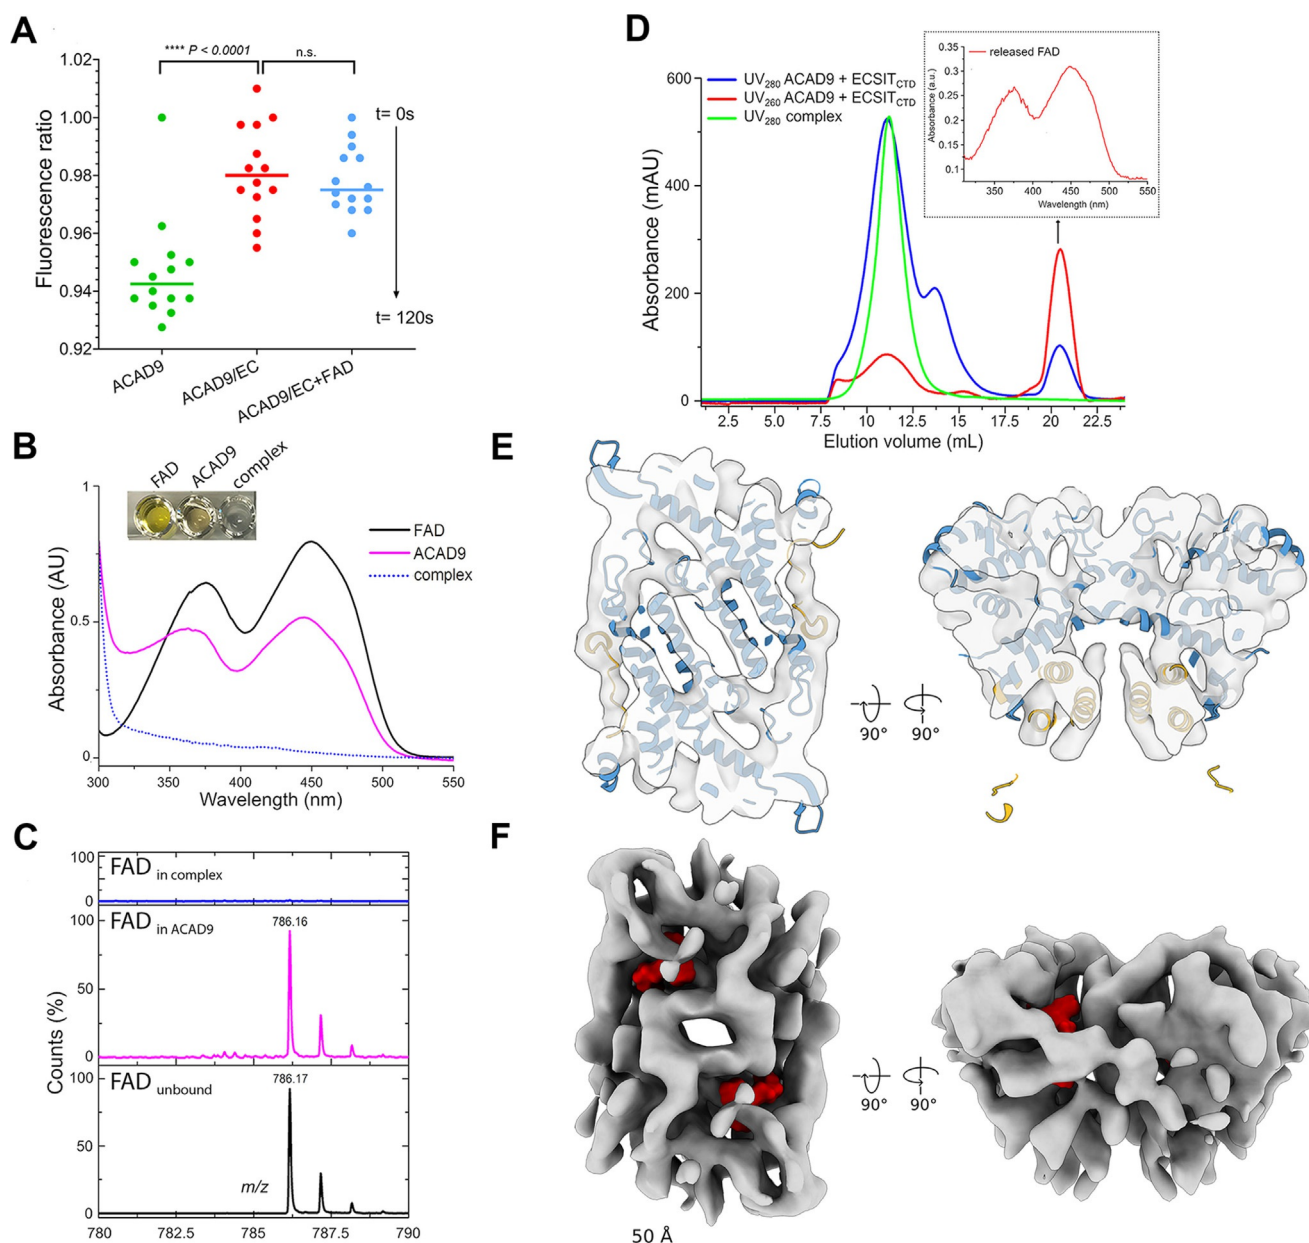 A
**** P < 0.0001
n.s.
1.02
1.00
0.98
0.96
0.94
0.92
Fluorescence ratio
t= 0s
t= 120s
ACAD9
ACAD9/EC
ACAD9/EC+FAD
B
FAD
ACAD9
complex
1
0.5
0
Absorbance (AU)
FAD
ACAD9
complex
300
350
400
450
500
550
Wavelength (nm)
C
100
50
0
FAD in complex
100
50
0
FAD in ACAD9
786.16
Counts (%)
100
50
0
FAD unbound
786.17
m/z
780
782.5
785
787.5
790
D
600
400
200
0
Absorbance (mAU)
UV280 ACAD9 + ECSITCTD
UV260 ACAD9 + ECSITCTD
UV280 complex
2.5
5.0
7.5
10
12.5
15
17.5
20
22.5
Elution volume (mL)
0.35
0.3
0.25
0.2
0.15
0.1
Absorbance (a.u.)
released FAD
350
400
450
500
550
Wavelength (nm)
E
90°
90°
F
90°
90°
50 Å